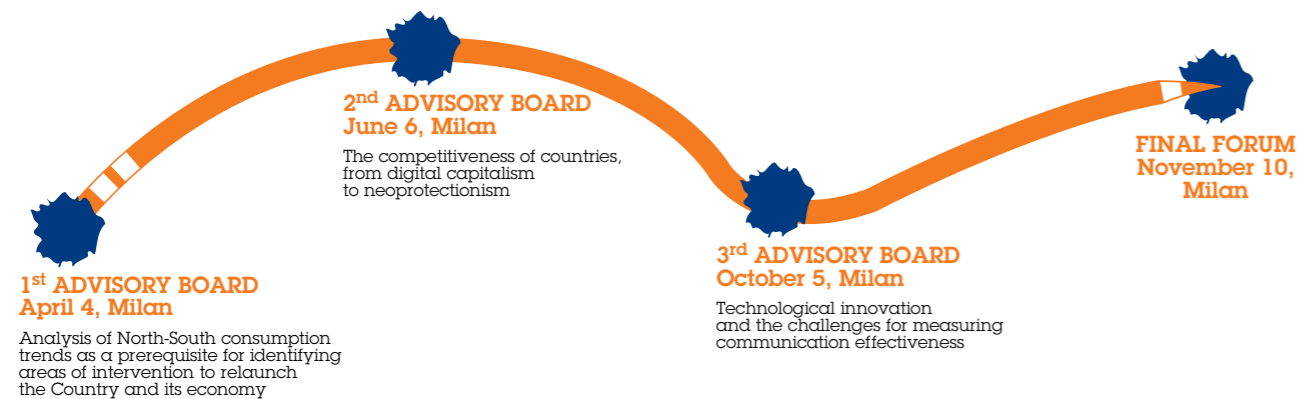 1st ADVISORY BOARD
April 4, Milan
Analysis of North-South consumption
trends as a prerequisite for identifying
areas of intervention to relaunch
the Country and its economy
2nd ADVISORY BOARD
June 6, Milan
The competitiveness of countries,
from digital capitalism
to neoprotectionism
3rd ADVISORY BOARD
October 5, Milan
Technological innovation
and the challenges for measuring
communication effectiveness
FINAL FORUM
November 10,
Milan